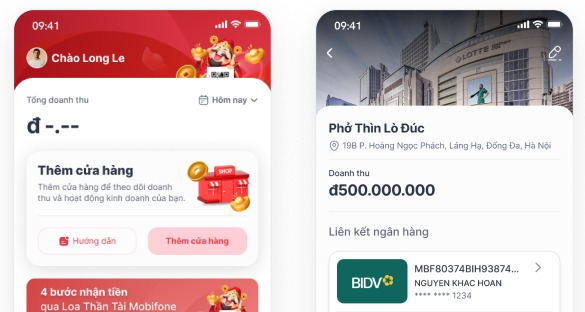 09:41
Chào Long Le
Tổng doanh thu
Hôm nay
đ -.--
Thêm cửa hàng
SHOP
Thêm cửa hàng để theo dõi doanh
thu và hoạt động kinh doanh của bạn.
Hướng dẫn
Thêm cửa hàng
4 bước nhận tiền
qua Loa Thần Tài Mobifone
09:41
LOTTE
Phở Thìn Lò Đúc
19B P. Hoàng Ngọc Phách, Láng Hạ, Đống Đa, Hà Nội
Doanh thu
đ500.000.000
Liên kết ngân hàng
BIDV
MBF80374BIH93874...
NGUYEN KHAC HOAN
**** **** 1234